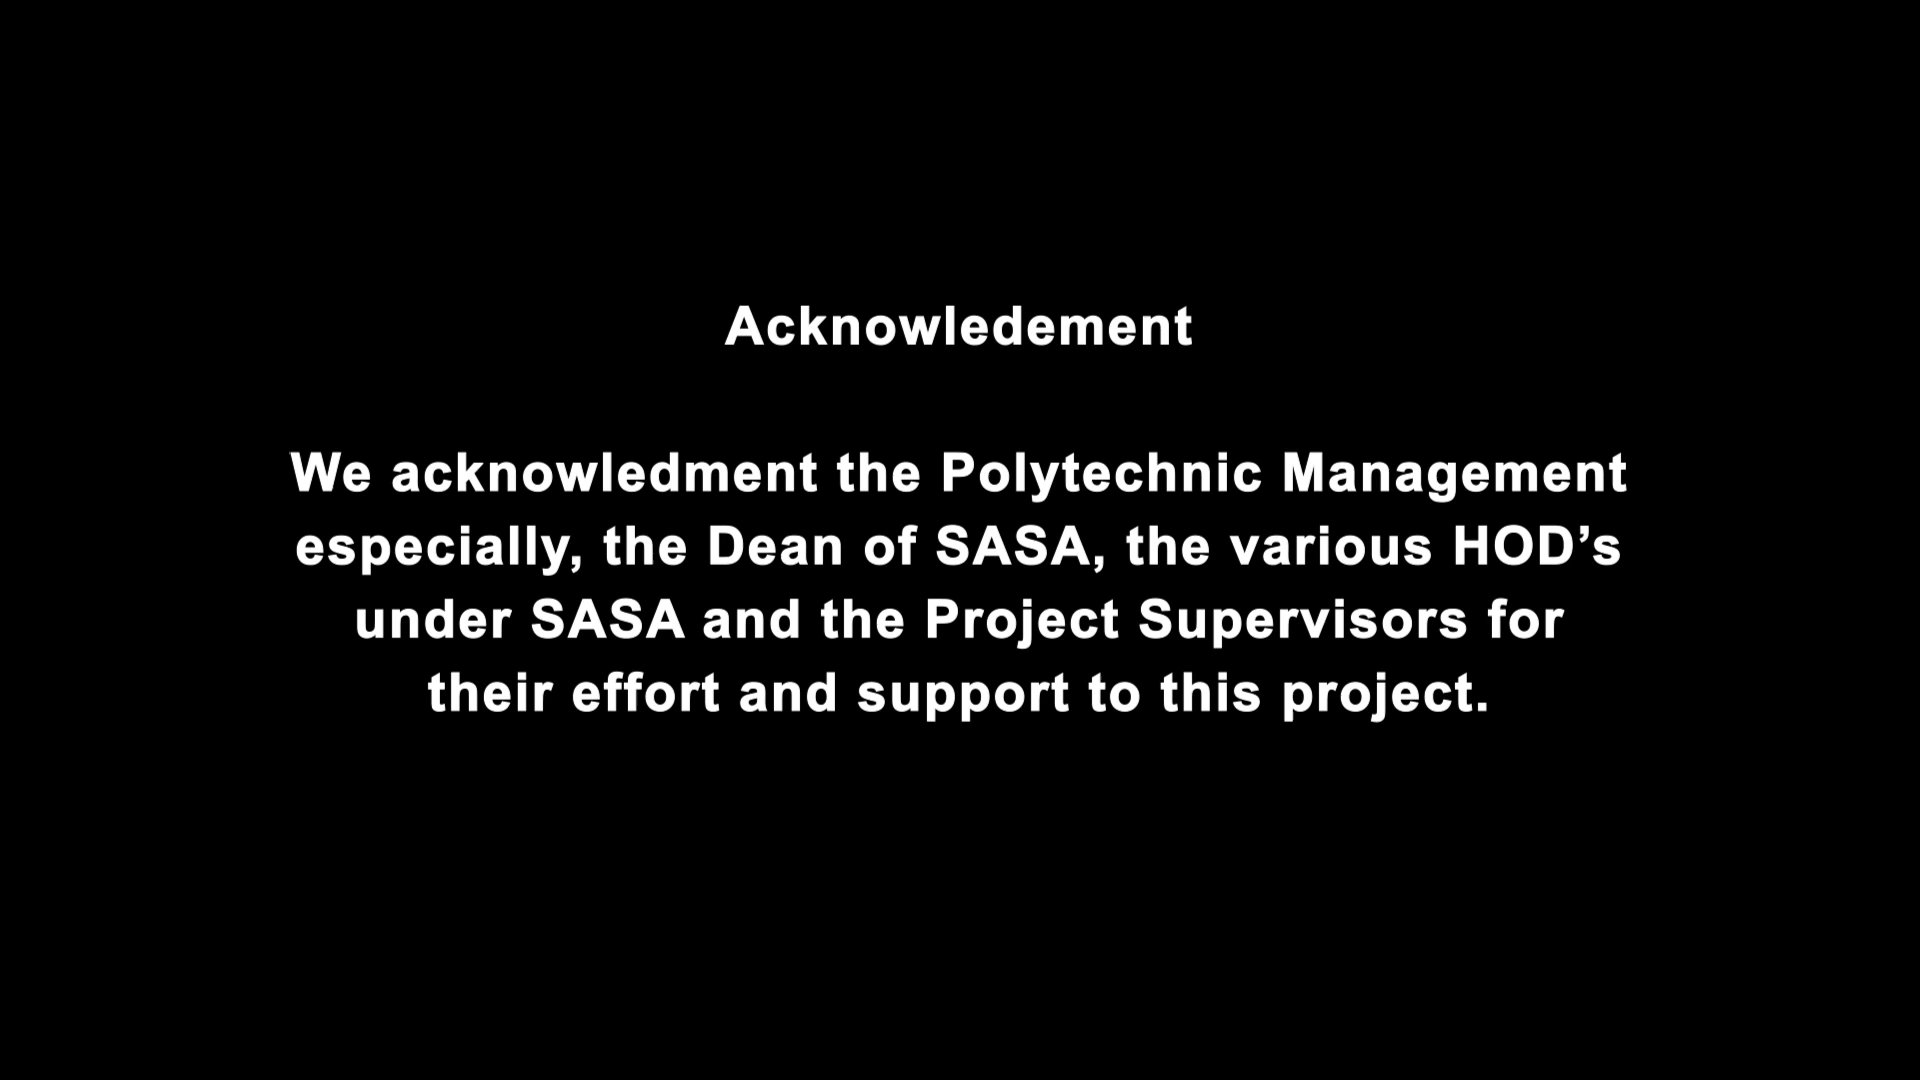 Acknowledement
We acknowledment the Polytechnic Management
especially, the Dean of SASA, the various HOD’s
under SASA and the Project Supervisors for
their effort and support to this project.